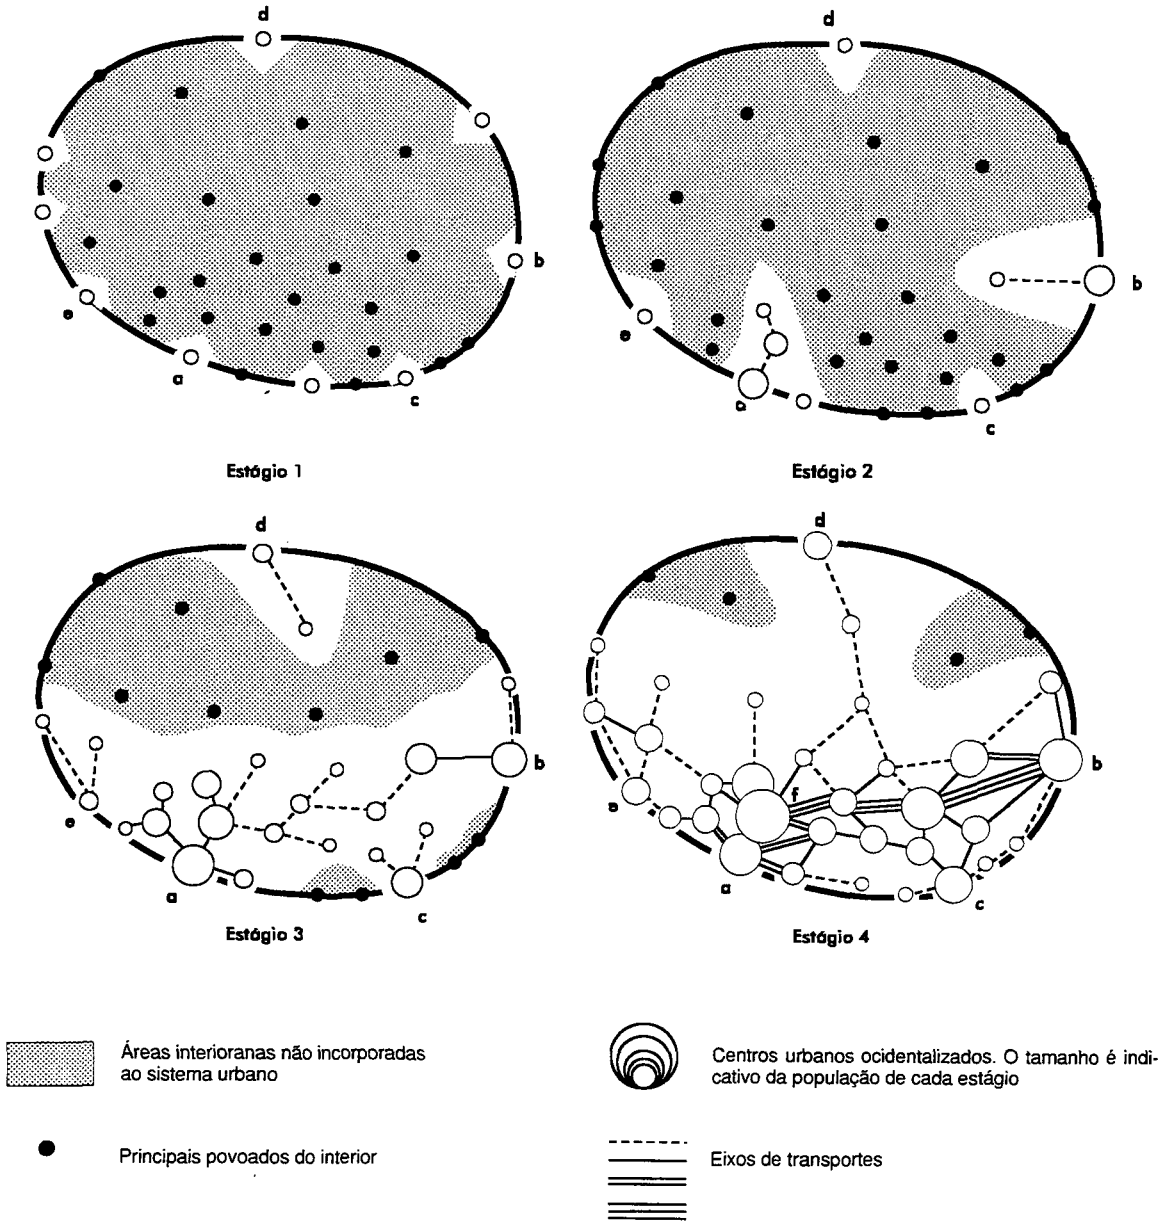 d
b
e
a
c
Estágio 1
d
b
e
a
c
Estágio 2
d
b
e
a
c
Estágio 3
d
b
e
f
a
c
Estágio 4
Áreas interioranas não incorporadas
ao sistema urbano
Centros urbanos ocidentalizados. O tamanho é indi-
cativo da população de cada estágio
Principais povoados do interior
Eixos de transportes